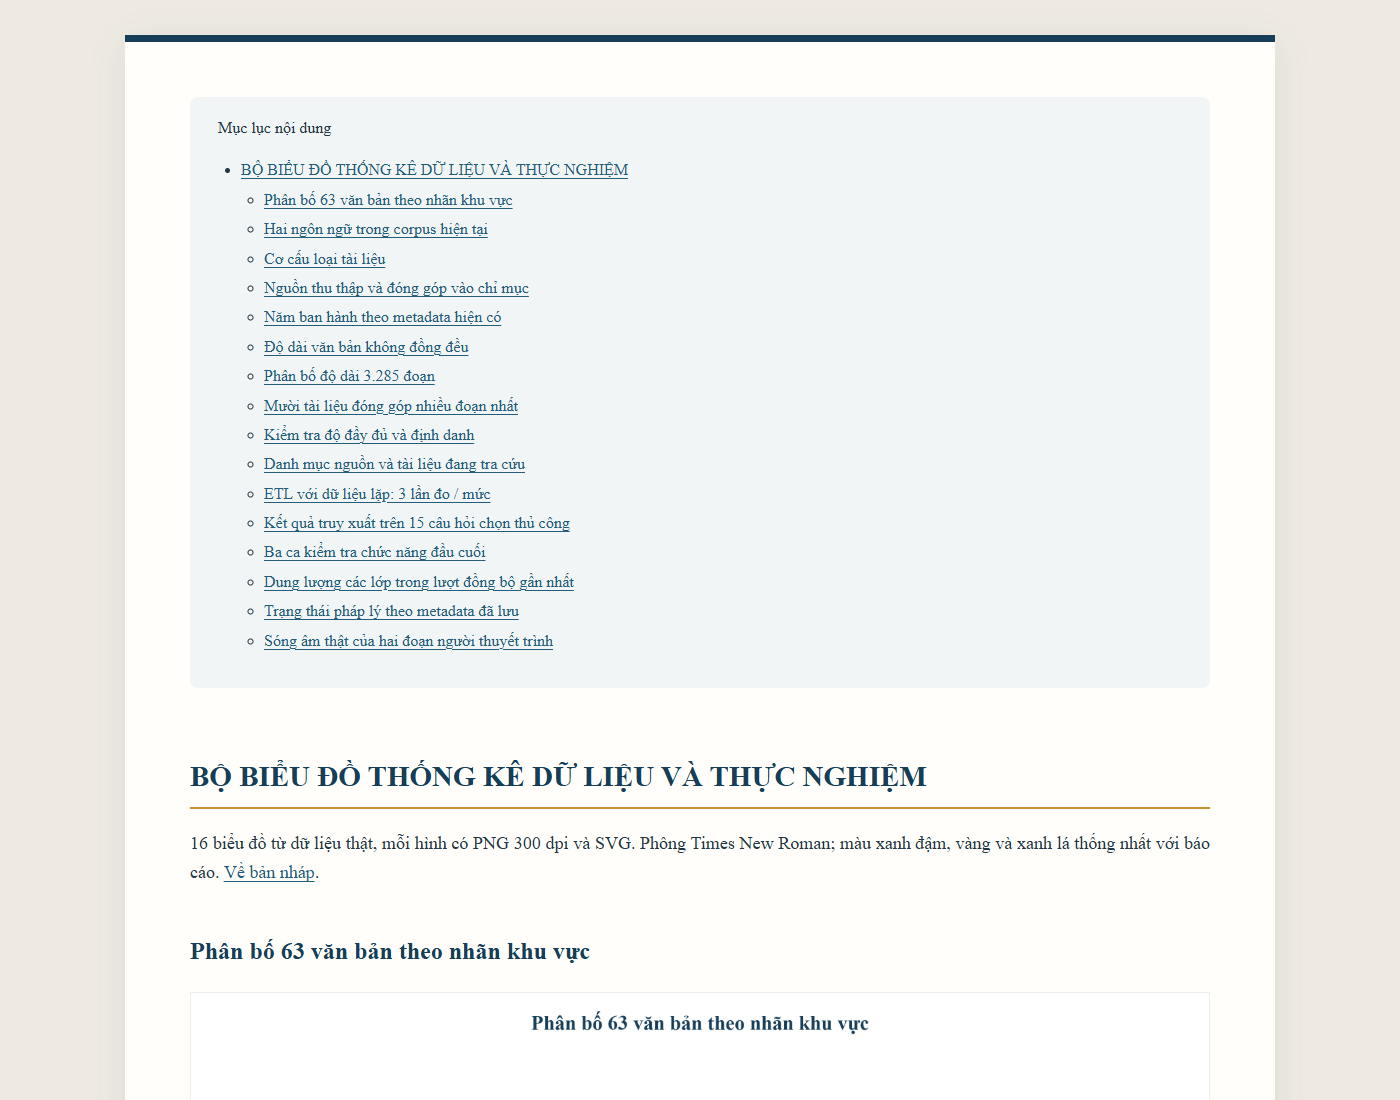 Mục lục nội dung
BỘ BIỂU ĐỒ THỐNG KÊ DỮ LIỆU VÀ THỰC NGHIỆM
Phân bố 63 văn bản theo nhãn khu vực
Hai ngôn ngữ trong corpus hiện tại
Cơ cấu loại tài liệu
Nguồn thu thập và đóng góp vào chỉ mục
Năm ban hành theo metadata hiện có
Độ dài văn bản không đồng đều
Phân bố độ dài 3.285 đoạn
Mười tài liệu đóng góp nhiều đoạn nhất
Kiểm tra độ đầy đủ và định danh
Danh mục nguồn và tài liệu đang tra cứu
ETL với dữ liệu lặp: 3 lần đo / mức
Kết quả truy xuất trên 15 câu hỏi chọn thủ công
Ba ca kiểm tra chức năng đầu cuối
Dung lượng các lớp trong lượt đồng bộ gần nhất
Trạng thái pháp lý theo metadata đã lưu
Sóng âm thật của hai đoạn người thuyết trình
BỘ BIỂU ĐỒ THỐNG KÊ DỮ LIỆU VÀ THỰC NGHIỆM
16 biểu đồ từ dữ liệu thật, mỗi hình có PNG 300 dpi và SVG. Phông Times New Roman; màu xanh đậm, vàng và xanh lá thống nhất với báo
cáo. Về bản nháp.
Phân bố 63 văn bản theo nhãn khu vực
Phân bố 63 văn bản theo nhãn khu vực